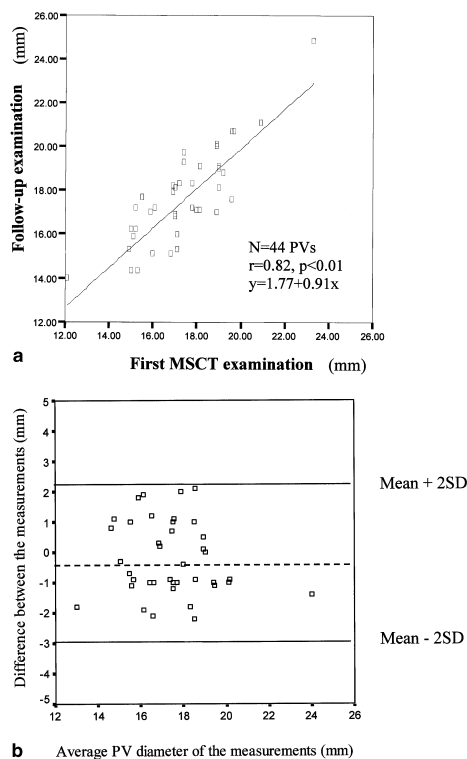 26.00
24.00
22.00
20.00
18.00
16.00
14.00
12.00
Follow-up examination (mm)
N=44 PVs
r=0.82, p<0.01
y=1.77+0.91x
12.00 14.00 16.00 18.00 20.00 22.00 24.00 26.00
a
First MSCT examination (mm)
5
4
3
2
1
0
-1
-2
-3
-4
-5
Difference between the measurements (mm)
Mean + 2SD
Mean - 2SD
12 14 16 18 20 22 24 26
b Average PV diameter of the measurements (mm)